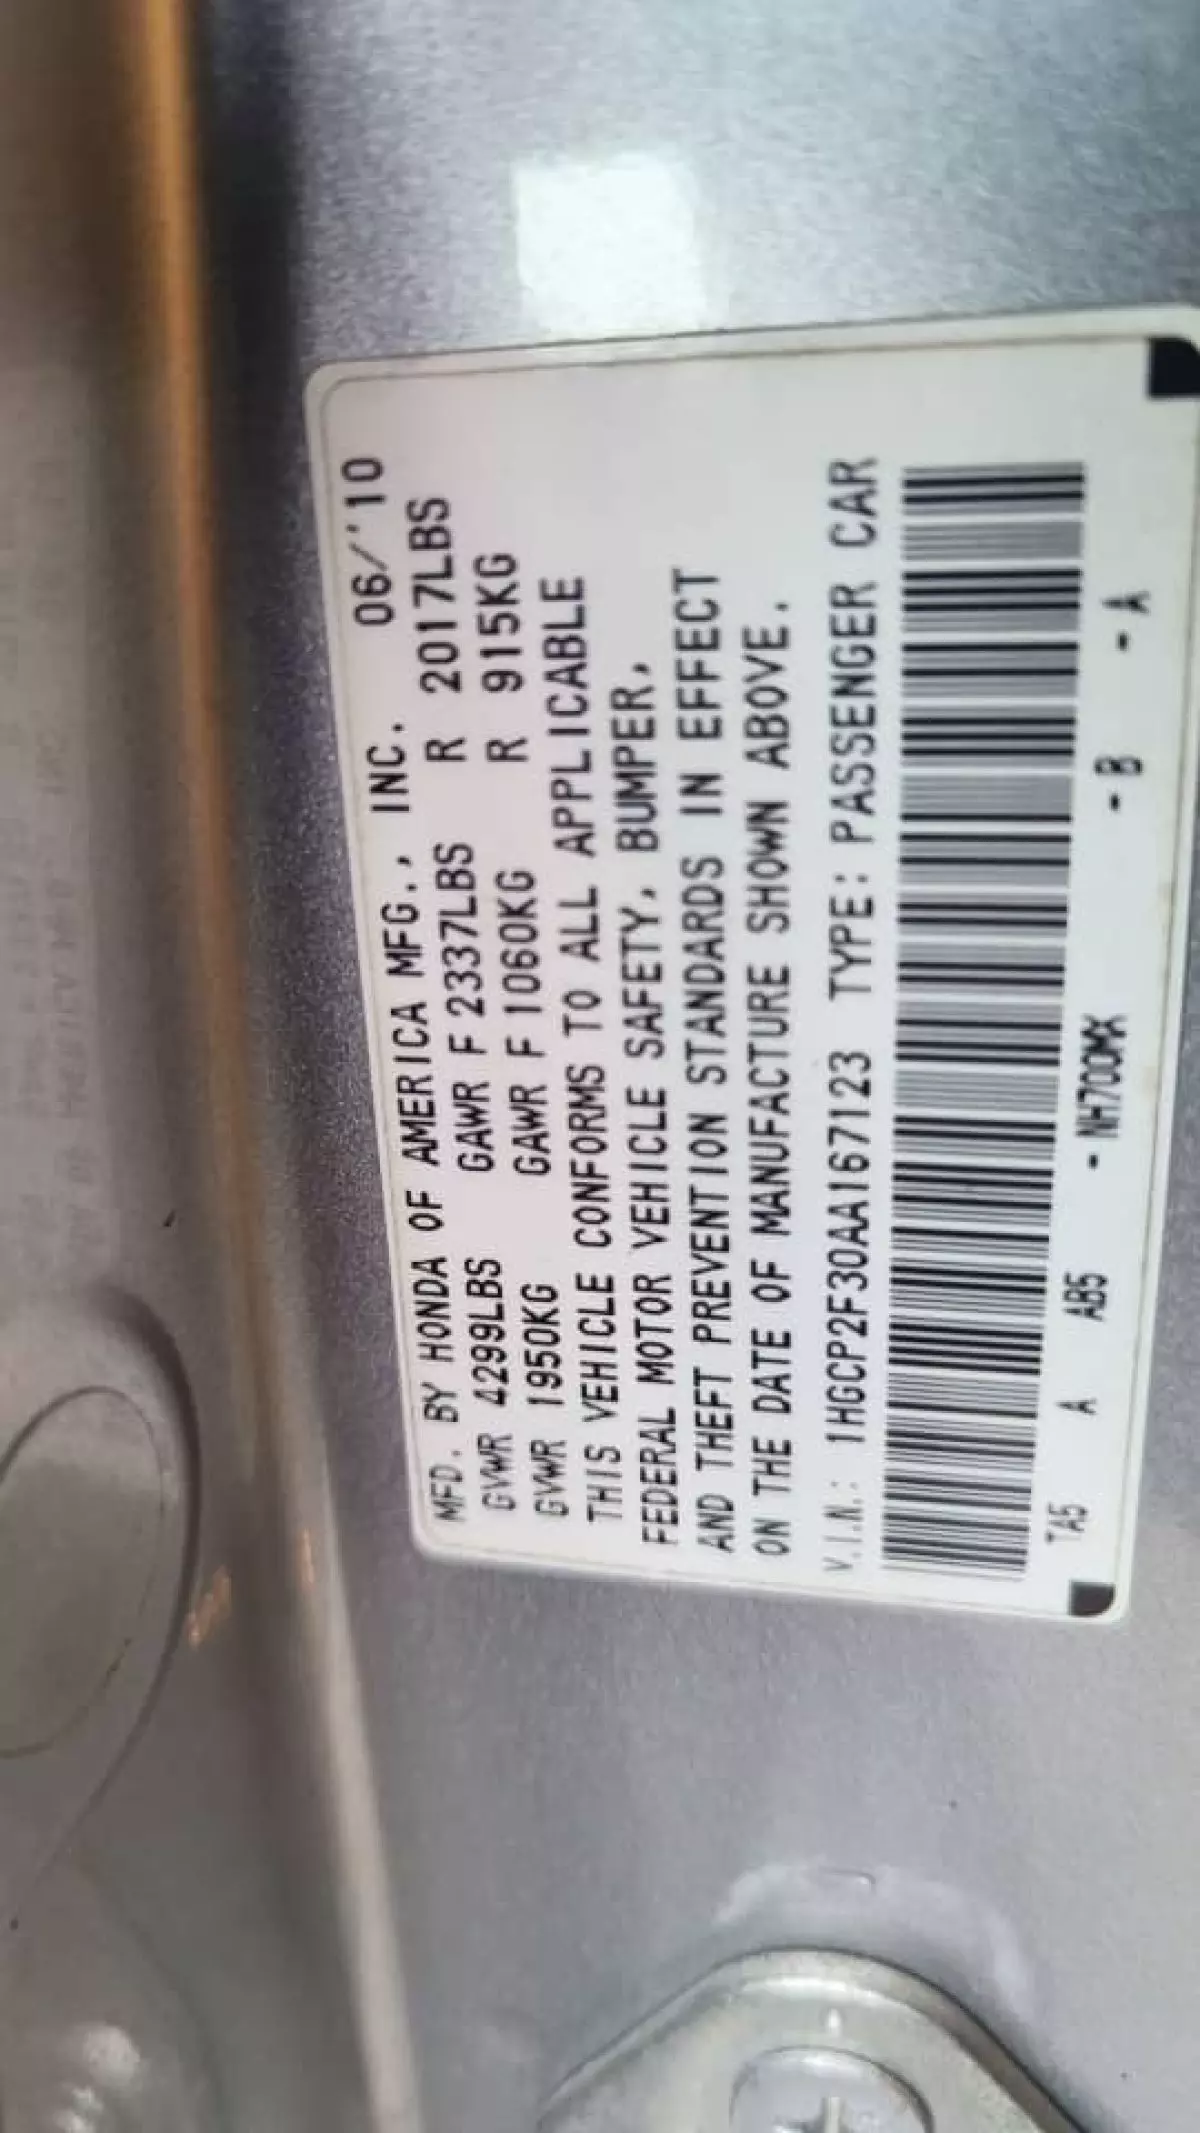 MFD. BY HONDA OF AMERICA MFG., INC. 06/'10
GVWR 4299LBS GAWR F 2337LBS R 2017LBS
GVWR 1950KG GAWR F 1060KG R 915KG
THIS VEHICLE CONFORMS TO ALL APPLICABLE
FEDERAL MOTOR VEHICLE SAFETY, BUMPER,
AND THEFT PREVENTION STANDARDS IN EFFECT
ON THE DATE OF MANUFACTURE SHOWN ABOVE.
V.I.N.: 1HGCP2F30AA167123 TYPE: PASSENGER CAR
TA5 A AB5 - NH700MX - B - A